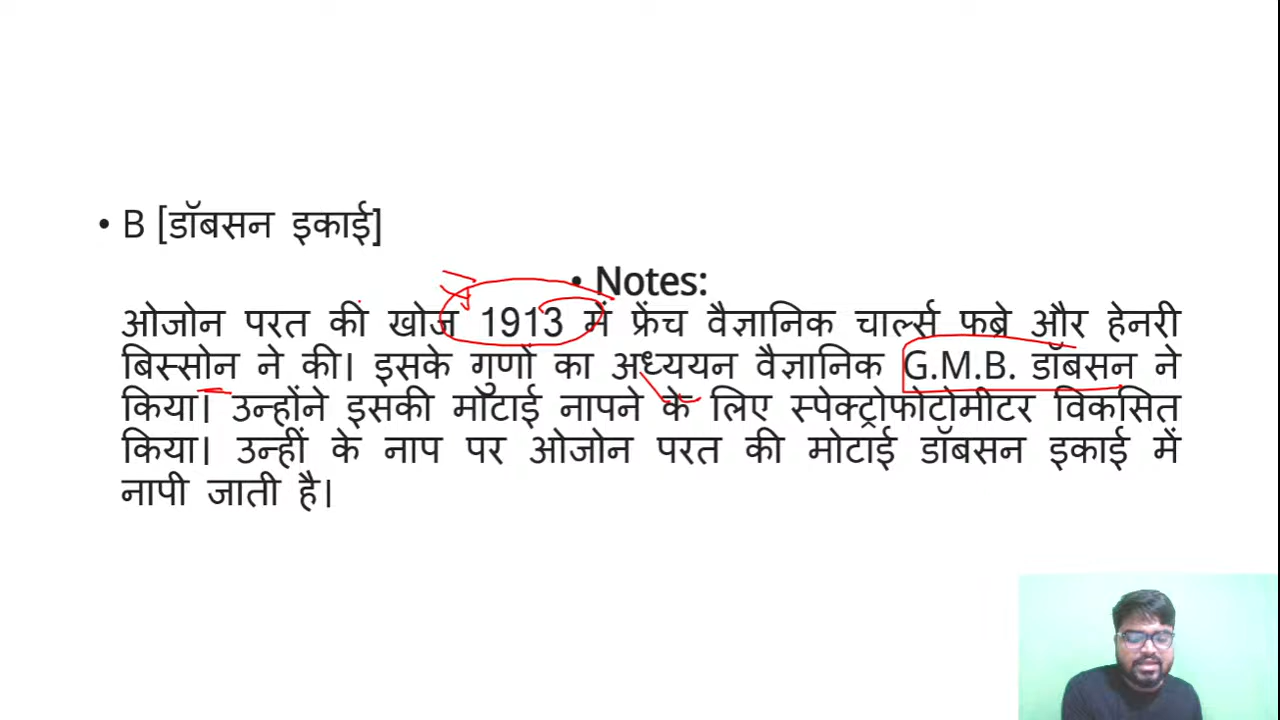 • B [डॉबसन इकाई]
• Notes:
ओजोन परत की खोज 1913 में फ्रेंच वैज्ञानिक चार्ल्स फब्रे और हेनरी
बिस्सोन ने की। इसके गुणों का अध्ययन वैज्ञानिक G.M.B. डॉबसन ने
किया। उन्होंने इसकी मोटाई नापने के लिए स्पेक्ट्रोफोटोमीटर विकसित
किया। उन्हीं के नाप पर ओजोन परत की मोटाई डॉबसन इकाई में
नापी जाती है।